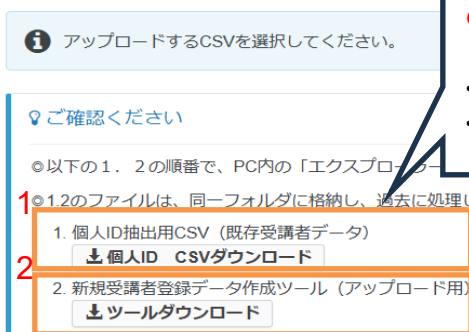 アップロードするCSVを選択してください。
ご確認ください
◎以下の1．2の順番で、PC内の「エクスプローラー
1
◎1.2のファイルは、同一フォルダに格納し、過去に処理し
1. 個人ID抽出用CSV（既存受講者データ）
個人ID CSVダウンロード
2
2. 新規受講者登録データ作成ツール（アップロード用）
ツールダウンロード